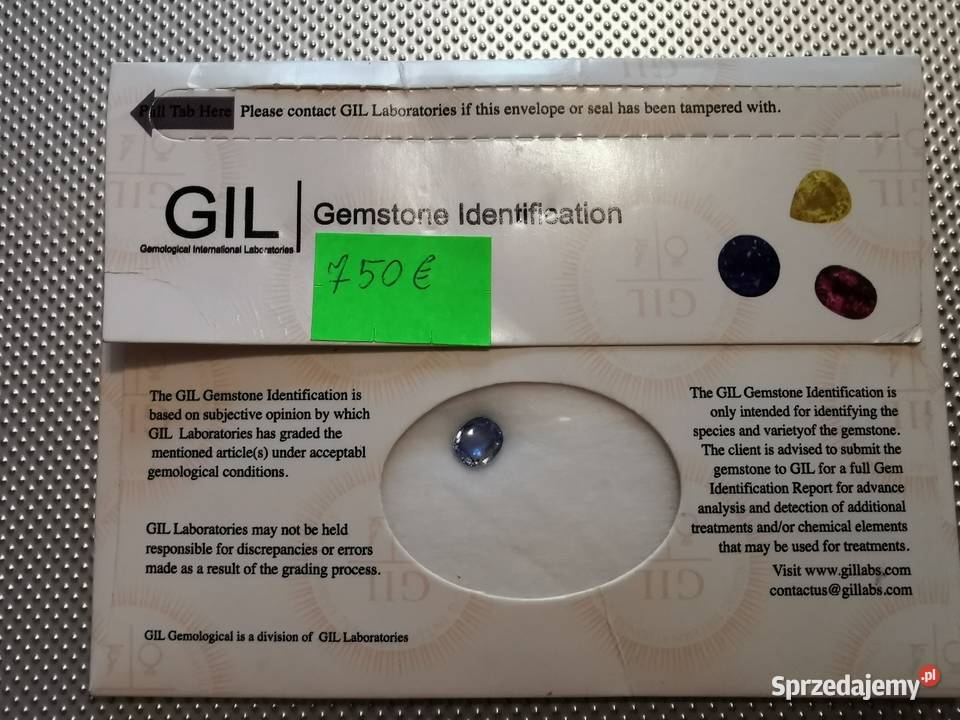 Pull Tab Here Please contact GIL Laboratories if this envelope or seal has been tampered with.
GIL
Gemological International Laboratories
Gemstone Identification
750€
The GIL Gemstone Identification is
based on subjective opinion by which
GIL Laboratories has graded the
mentioned article(s) under acceptabl
gemological conditions.
GIL Laboratories may not be held
responsible for discrepancies or errors
made as a result of the grading process.
GIL Gemological is a division of GIL Laboratories
The GIL Gemstone Identification is
only intended for identifying the
species and varietyof the gemstone.
The client is advised to submit the
gemstone to GIL for a full Gem
Identification Report for advance
analysis and detection of additional
treatments and/or chemical elements
that may be used for treatments.
Visit www.gillabs.com
contactus@gillabs.com
GIL
GIL
GIL
Sprzedajemy.pl